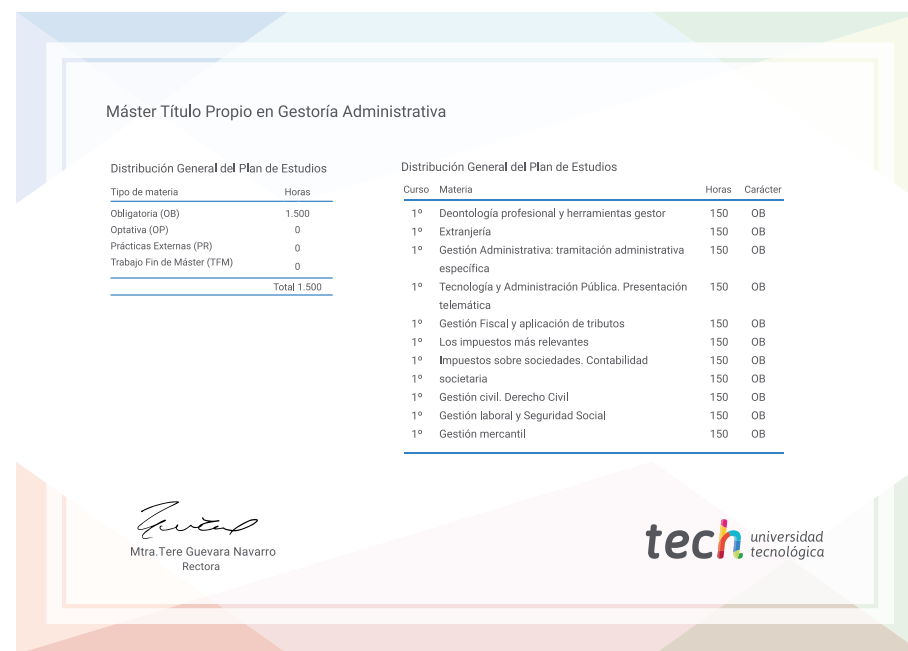 Máster Título Propio en Gestoría Administrativa
Distribución General del Plan de Estudios
Tipo de materia Horas
Obligatoria (OB) 1.500
Optativa (OP) 0
Prácticas Externas (PR) 0
Trabajo Fin de Máster (TFM) 0
Total 1.500
Distribución General del Plan de Estudios
Curso Materia Horas Carácter
1º Deontología profesional y herramientas gestor 150 OB
1º Extranjería 150 OB
1º Gestión Administrativa: tramitación administrativa 150 OB
específica
1º Tecnología y Administración Pública. Presentación 150 OB
telemática
1º Gestión Fiscal y aplicación de tributos 150 OB
1º Los impuestos más relevantes 150 OB
1º Impuestos sobre sociedades. Contabilidad 150 OB
1º societaria 150 OB
1º Gestión civil. Derecho Civil 150 OB
1º Gestión laboral y Seguridad Social 150 OB
1º Gestión mercantil 150 OB
Mtra.Tere Guevara Navarro
Rectora
tech universidad
tecnológica